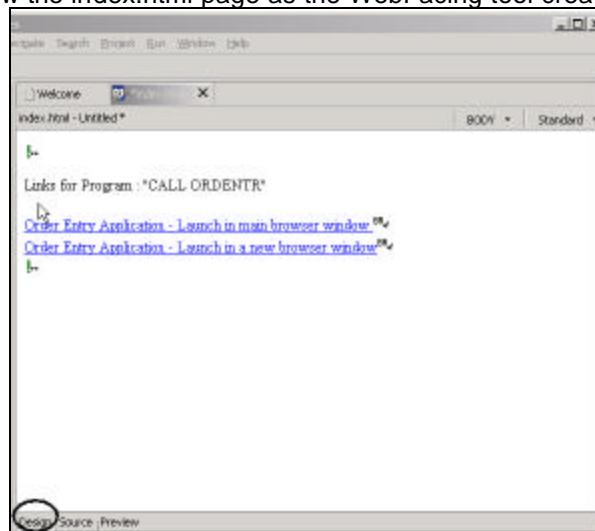 w the index.html page as the WebFacing tool crea
Navigate Search Project Run Window Help
Welcome
index.html - Untitled * BODY Standard
Links for Program : "CALL ORDENTR"
Order Entry Application - Launch in main browser window
Order Entry Application - Launch in a new browser window
Design Source Preview